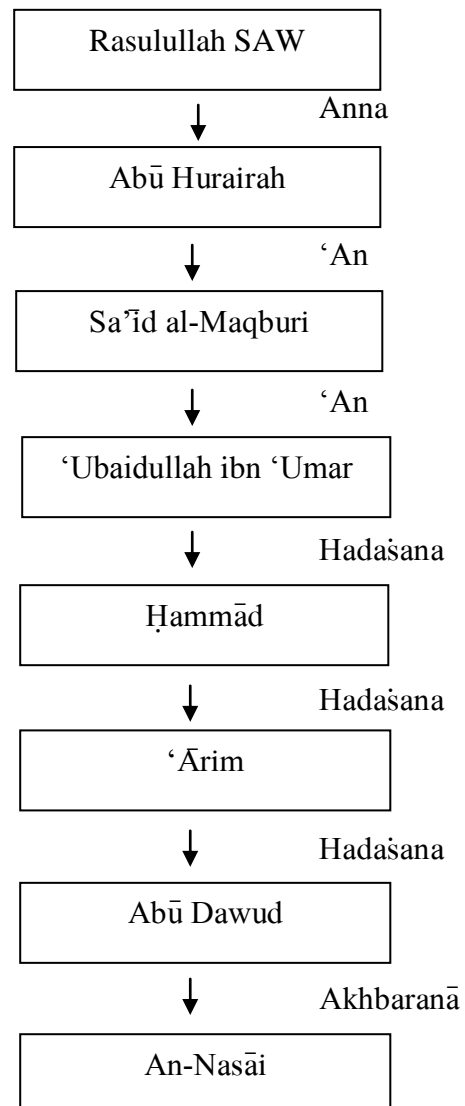 Rasulullah SAW
Anna
Abū Hurairah
‘An
Sa’īd al-Maqburi
‘An
‘Ubaidullah ibn ‘Umar
Hadaṡana
Ḥammād
Hadaṡana
‘Ārim
Hadaṡana
Abū Dawud
Akhbaranā
An-Nasāi